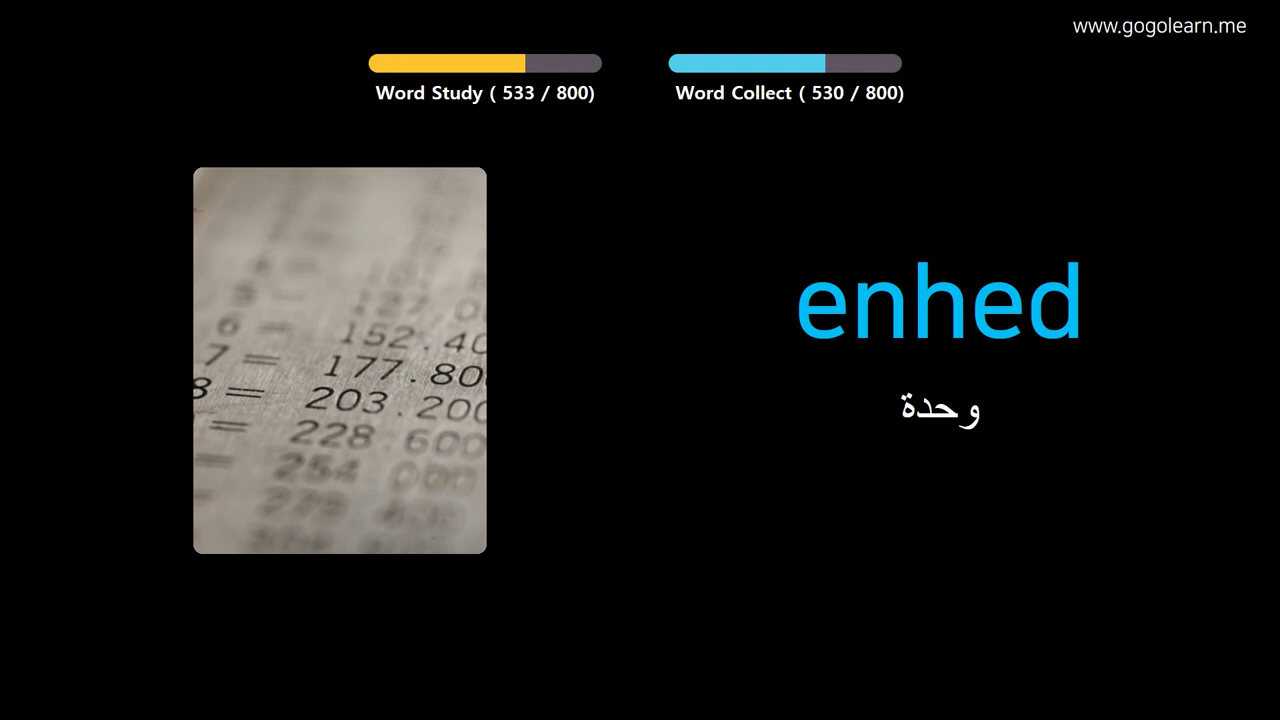 www.gogolearn.me
Word Study ( 533 / 800)
Word Collect ( 530 / 800)
6 = 152.40
7 = 177.80
8 = 203.200
= 228.600
254
enhed
وحدة